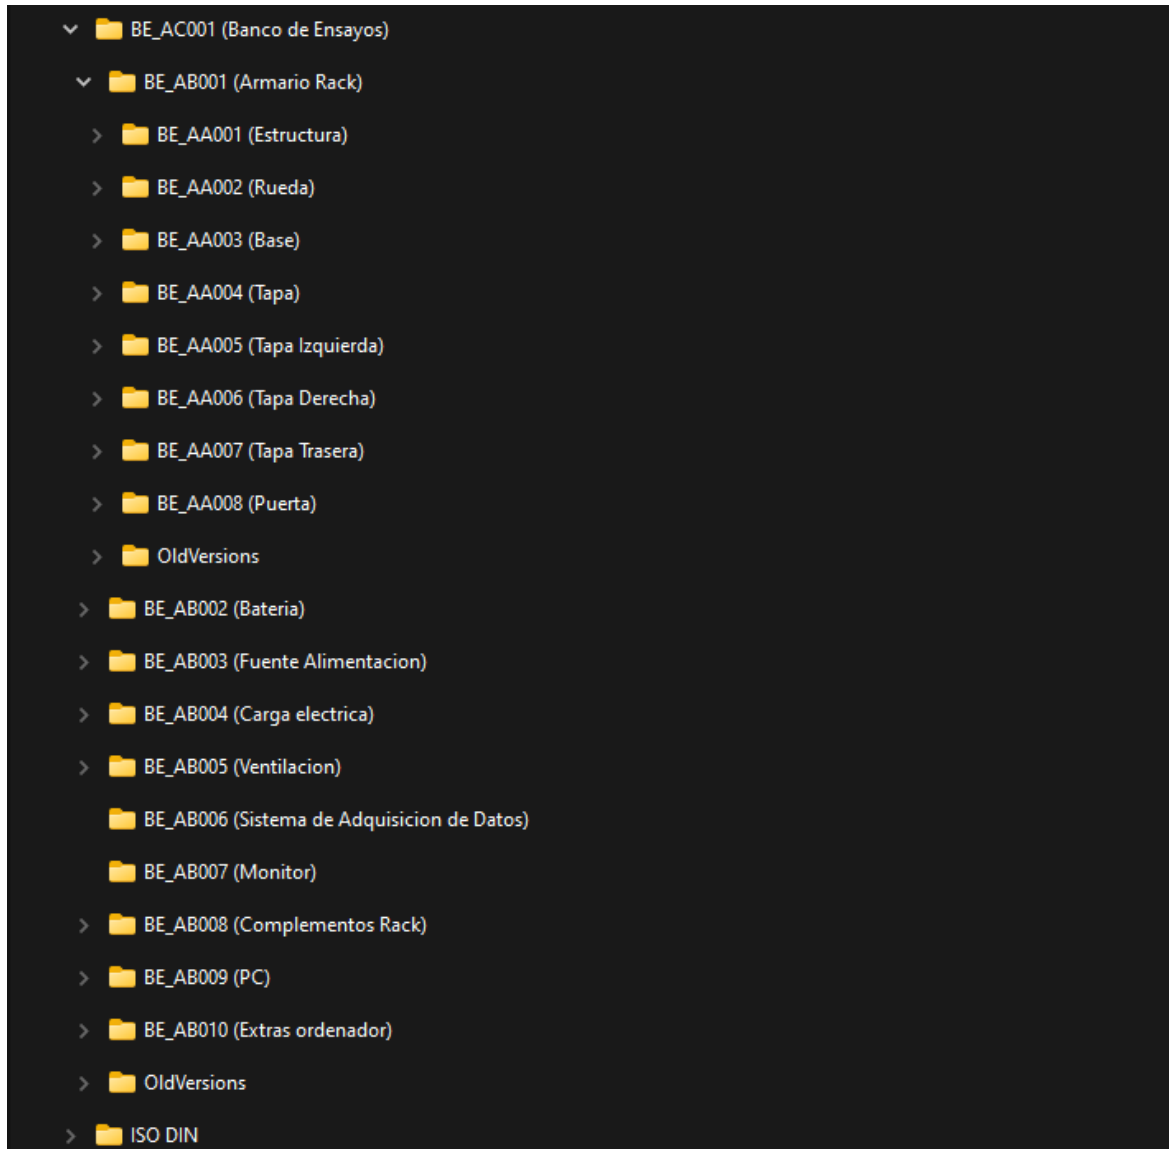 BE_AC001 (Banco de Ensayos)
BE_AB001 (Armario Rack)
BE_AA001 (Estructura)
BE_AA002 (Rueda)
BE_AA003 (Base)
BE_AA004 (Tapa)
BE_AA005 (Tapa Izquierda)
BE_AA006 (Tapa Derecha)
BE_AA007 (Tapa Trasera)
BE_AA008 (Puerta)
OldVersions
BE_AB002 (Bateria)
BE_AB003 (Fuente Alimentacion)
BE_AB004 (Carga electrica)
BE_AB005 (Ventilacion)
BE_AB006 (Sistema de Adquisicion de Datos)
BE_AB007 (Monitor)
BE_AB008 (Complementos Rack)
BE_AB009 (PC)
BE_AB010 (Extras ordenador)
OldVersions
ISO DIN